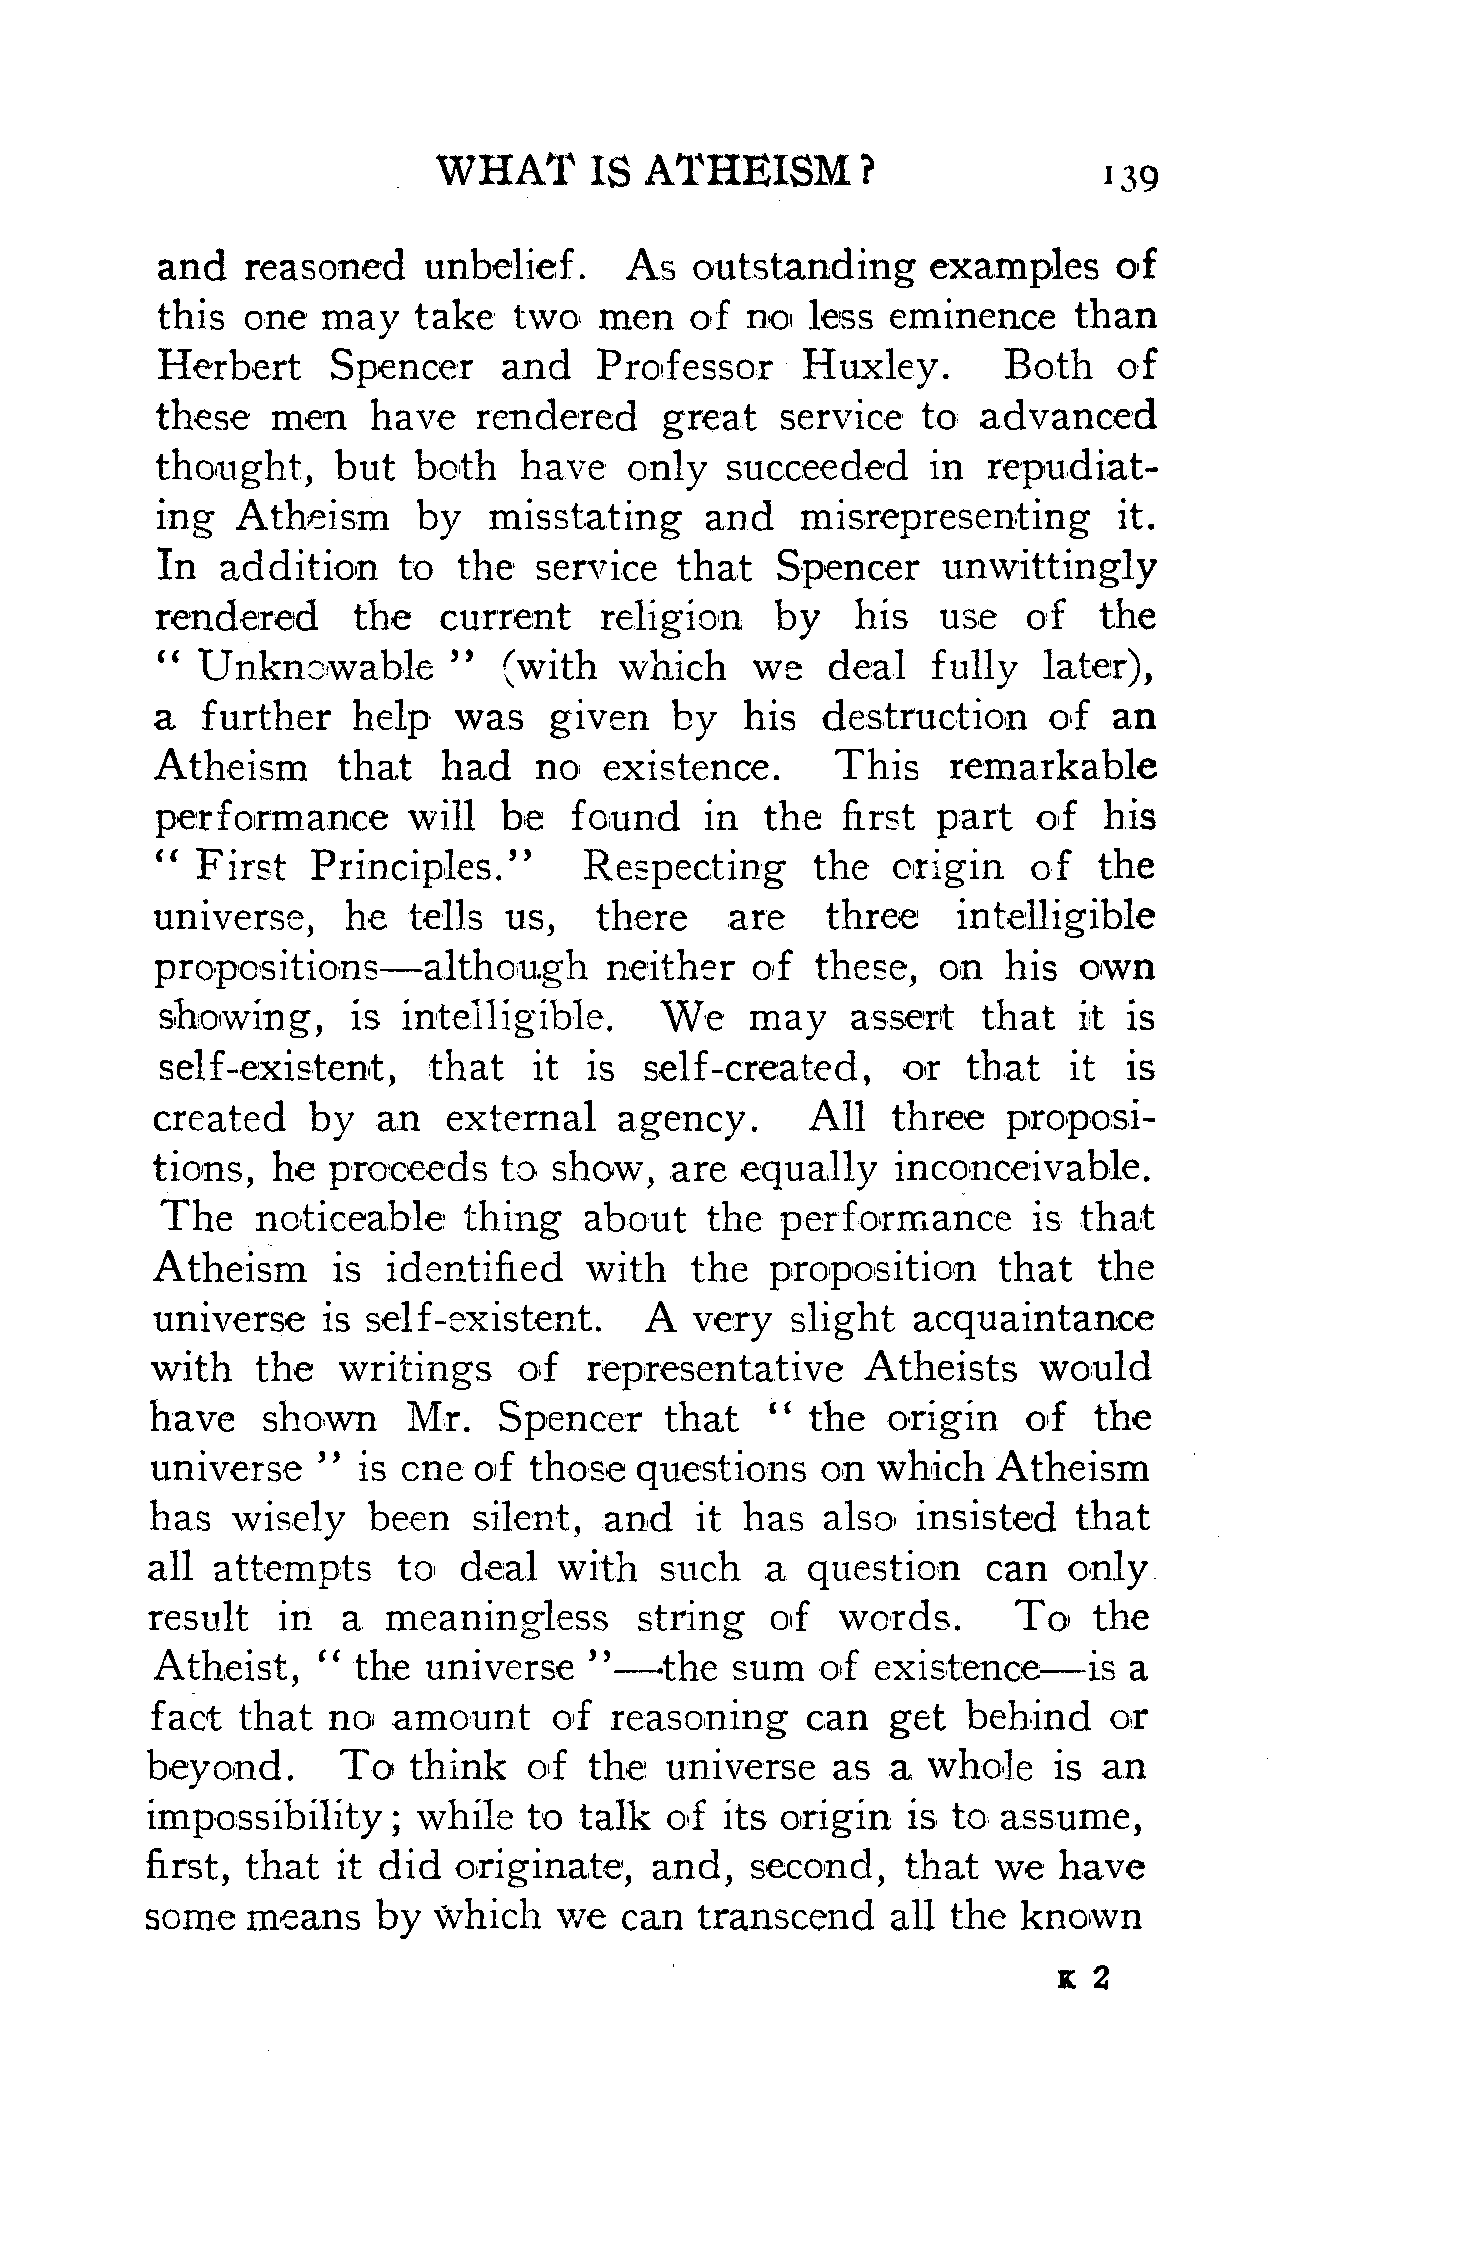 WHAT IS ATHEISM? 139
and reasoned unbelief. As outstanding examples of
this one may take two men of no less eminence than
Herbert Spencer and Professor Huxley. Both of
these men have rendered great service to advanced
thought, but both have only succeeded in repudiat-
ing Atheism by misstating and misrepresenting it.
In addition to the service that Spencer unwittingly
rendered the current religion by his use of the
" Unknowable " (with which we deal fully later),
a further help was given by his destruction of an
Atheism that had no existence. This remarkable
performance will be found in the first part of his
" First Principles." Respecting the origin of the
universe, he tells us, there are three intelligible
propositions—although neither of these, on his own
showing, is intelligible. We may assert that it is
self-existent, that it is self-created, or that it is
created by an external agency. All three proposi-
tions, he proceeds to show, are equally inconceivable.
The noticeable thing about the performance is that
Atheism is identified with the proposition that the
universe is self-existent. A very slight acquaintance
with the writings of representative Atheists would
have shown Mr. Spencer that " the origin of the
universe " is one of those questions on which Atheism
has wisely been silent, and it has also insisted that
all attempts to deal with such a question can only
result in a meaningless string of words. To the
Atheist, " the universe "—the sum of existence—is a
fact that no amount of reasoning can get behind or
beyond. To think of the universe as a whole is an
impossibility; while to talk of its origin is to assume,
first, that it did originate, and, second, that we have
some means by which we can transcend all the known
K 2